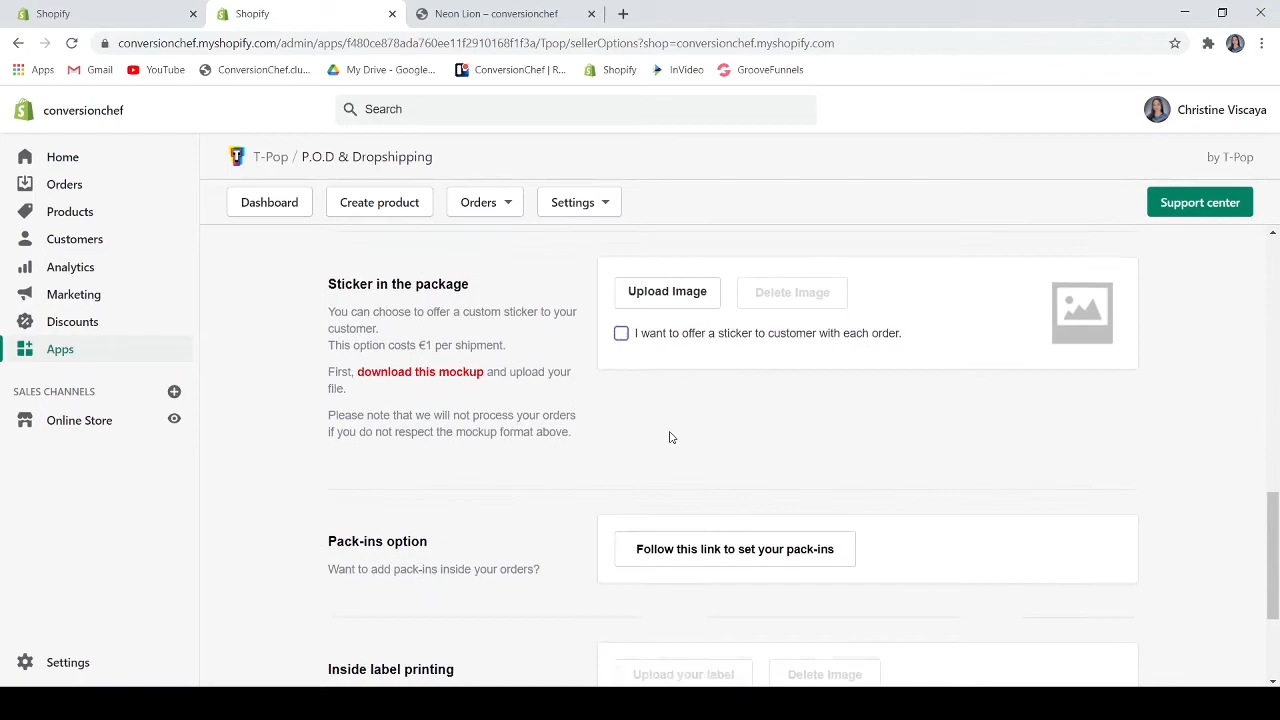 Shopify
Shopify
Neon Lion – conversionchef
conversionchef.myshopify.com/admin/apps/f480ce878ada760ee11f2910168f1f3a/Tpop/sellerOptions?shop=conversionchef.myshopify.com
Apps
Gmail
YouTube
ConversionChef.clu...
My Drive - Google...
ConversionChef | R...
Shopify
InVideo
GrooveFunnels
conversionchef
Search
Christine Viscaya
Home
Orders
Products
Customers
Analytics
Marketing
Discounts
Apps
SALES CHANNELS
Online Store
Settings
T-Pop / P.O.D & Dropshipping
by T-Pop
Dashboard
Create product
Orders
Settings
Support center
Sticker in the package
You can choose to offer a custom sticker to your
customer.
This option costs €1 per shipment.
First, download this mockup and upload your
file.
Please note that we will not process your orders
if you do not respect the mockup format above.
Upload Image
Delete Image
I want to offer a sticker to customer with each order.
Pack-ins option
Want to add pack-ins inside your orders?
Follow this link to set your pack-ins
Inside label printing
Upload your label
Delete Image